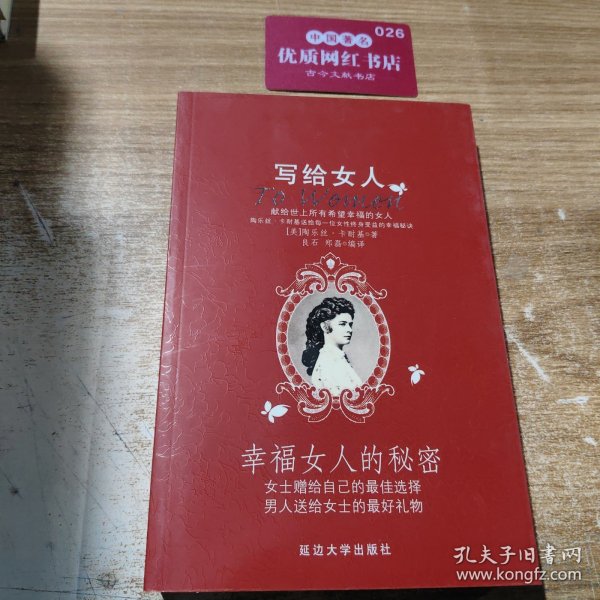 中国著名
026
优质网红书店
古今文献书店
写给女人
To Women
献给世上所有希望幸福的女人
陶乐丝·卡耐基送给每一位女性终身受益的幸福秘诀
[美]陶乐丝·卡耐基◎著
良石 郑磊◎编译
幸福女人的秘密
女士赠给自己的最佳选择
男人送给女士的最好礼物
延边大学出版社
孔夫子旧书网
www.kongfz.com